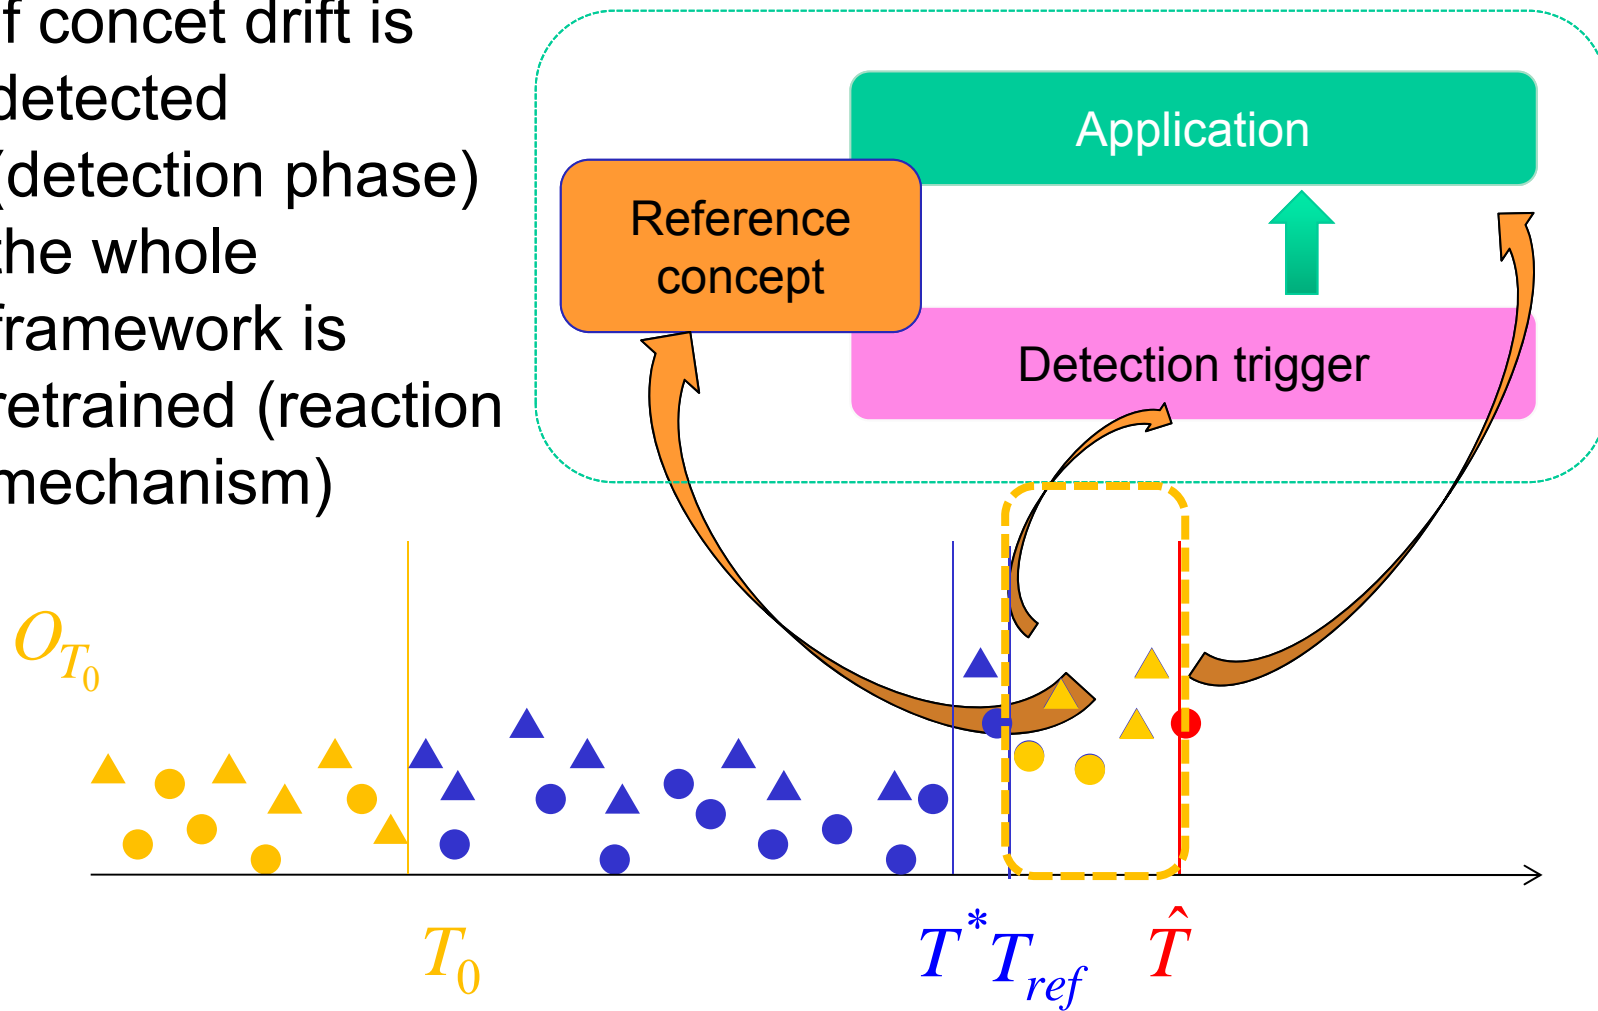 f concet drift is
detected
(detection phase)
the whole
framework is
retrained (reaction
mechanism)
Application
Reference
concept
Detection trigger
O_{T_0}
T_0
T^*
T_{ref}
\hat{T}